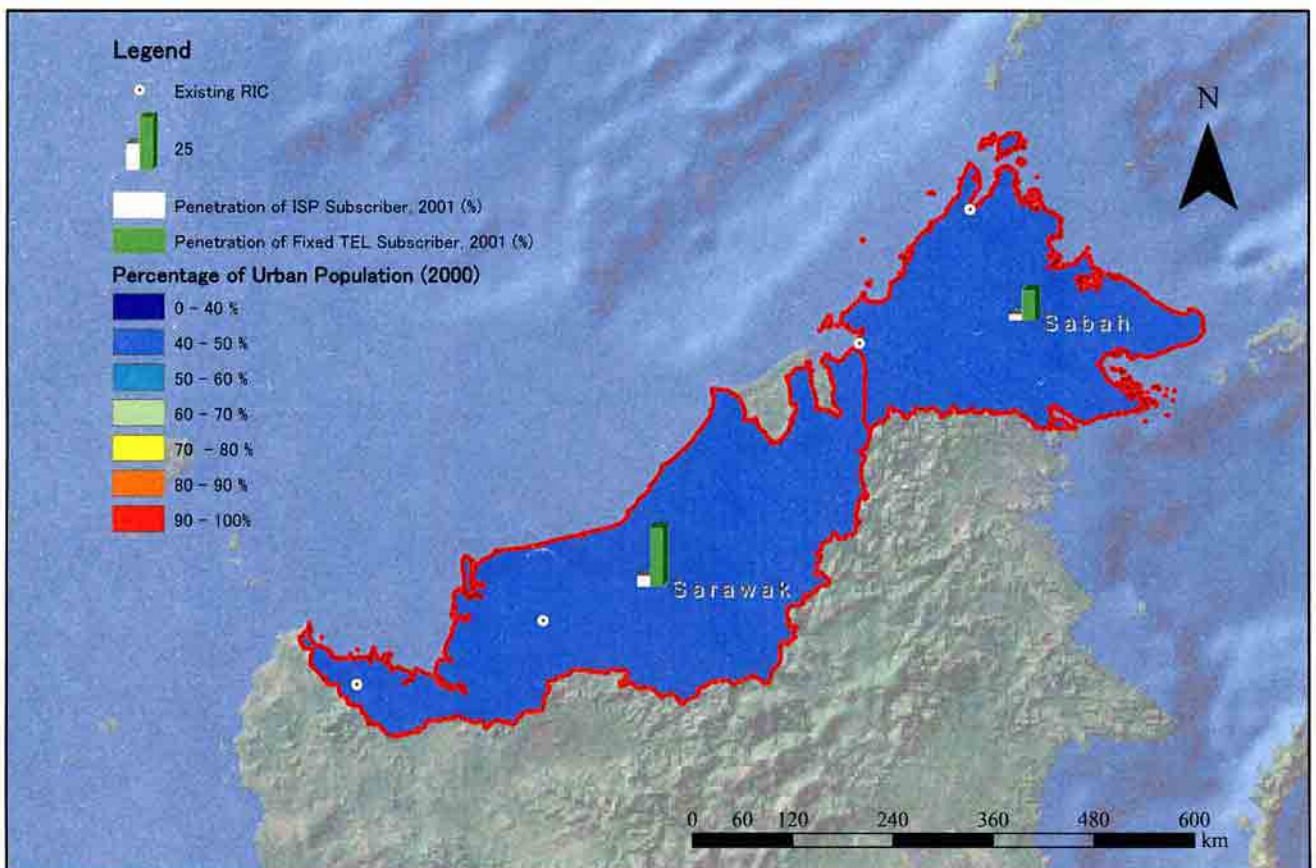 Legend
Existing RIC
25
Penetration of ISP Subscriber, 2001 (%)
Penetration of Fixed TEL Subscriber, 2001 (%)
Percentage of Urban Population (2000)
0 - 40 %
40 - 50 %
50 - 60 %
60 - 70 %
70 - 80 %
80 - 90 %
90 - 100%
N
Sabah
Sarawak
0 60 120 240 360 480 600
km